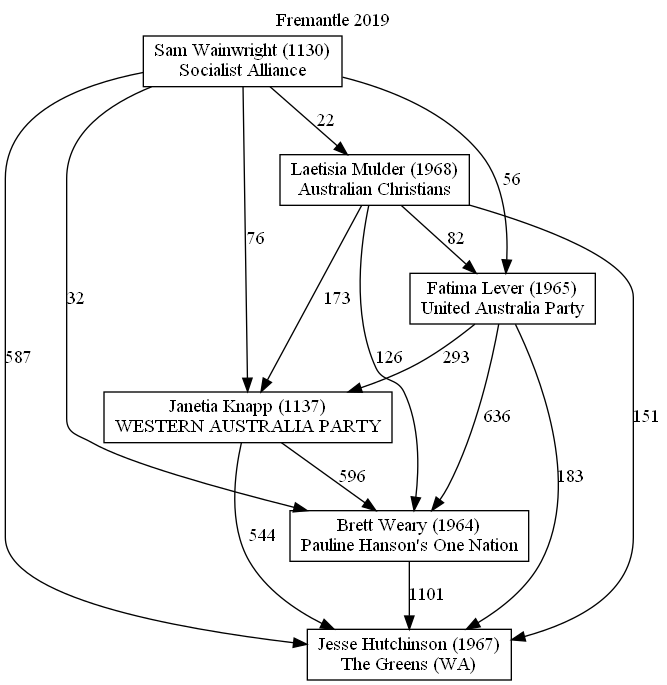 Fremantle 2019
Sam Wainwright (1130)
Socialist Alliance
22
Laetisia Mulder (1968)
Australian Christians
56
76
82
Fatima Lever (1965)
United Australia Party
32
173
587
126
293
Janetia Knapp (1137)
WESTERN AUSTRALIA PARTY
636
151
596
183
Brett Weary (1964)
Pauline Hanson's One Nation
544
1101
Jesse Hutchinson (1967)
The Greens (WA)